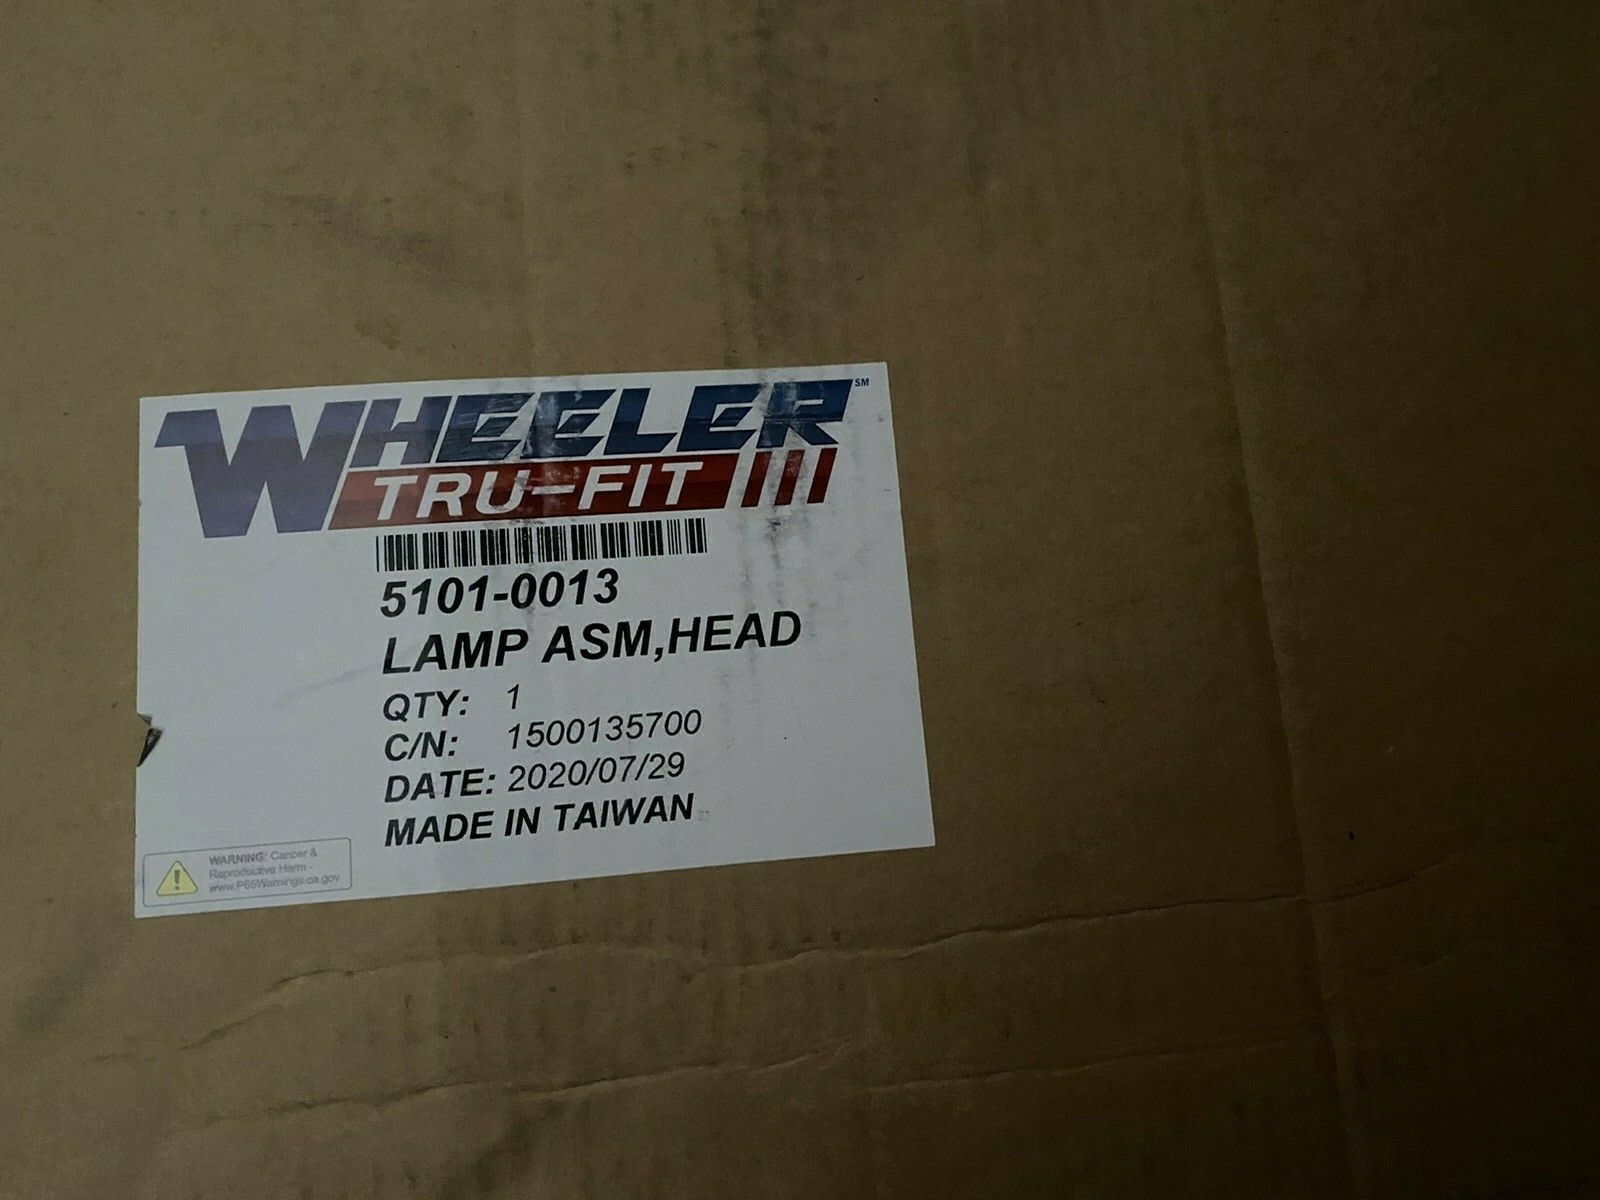 WHEELER SM
TRU-FIT
5101-0013
LAMP ASM,HEAD
QTY: 1
C/N: 1500135700
DATE: 2020/07/29
MADE IN TAIWAN
WARNING: Cancer &
Reproductive Harm -
www.P65Warnings.ca.gov